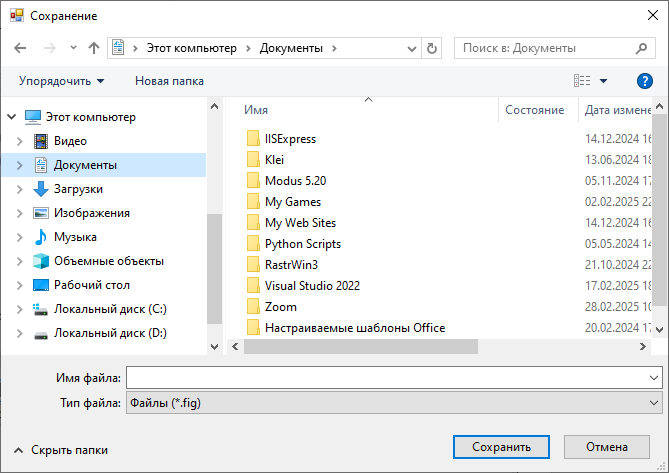 Сохранение
Этот компьютер > Документы >
Поиск в: Документы
Упорядочить Новая папка
Имя Состояние Дата измене
Этот компьютер
Видео
Документы
Загрузки
Изображения
Музыка
Объемные объекты
Рабочий стол
Локальный диск (C:)
Локальный диск (D:)
IISExpress 14.12.2024 16
Klei 13.06.2024 18
Modus 5.20 05.11.2024 17
My Games 02.02.2025 22
My Web Sites 14.12.2024 16
Python Scripts 05.05.2024 14
RastrWin3 21.10.2024 22
Visual Studio 2022 17.02.2025 18
Zoom 28.02.2025 10
Настраиваемые шаблоны Office 20.02.2024 17
Имя файла:
Тип файла: Файлы (*.fig)
Скрыть папки
Сохранить Отмена